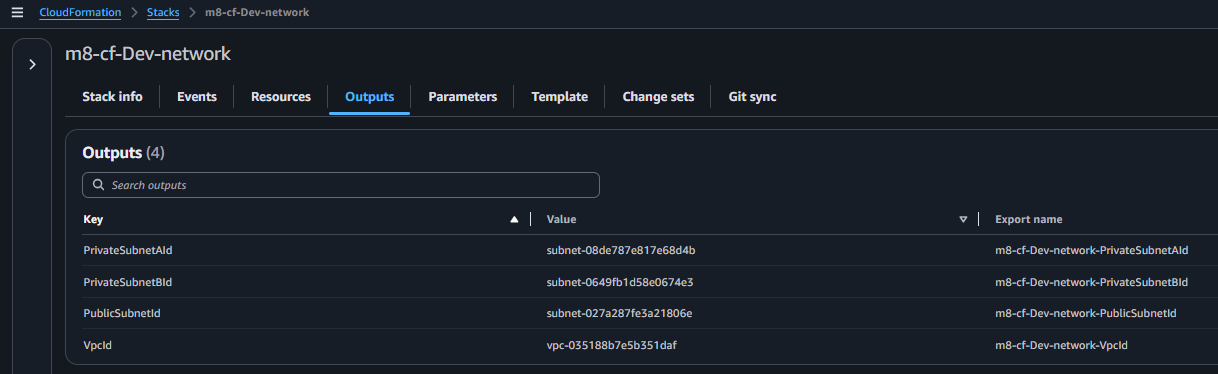 CloudFormation > Stacks > m8-cf-Dev-network
m8-cf-Dev-network
Stack info Events Resources Outputs Parameters Template Change sets Git sync
Outputs (4)
Search outputs
Key Value Export name
PrivateSubnetAId subnet-08de787e817e68d4b m8-cf-Dev-network-PrivateSubnetAId
PrivateSubnetBId subnet-0649fb1d58e0674e3 m8-cf-Dev-network-PrivateSubnetBId
PublicSubnetId subnet-027a287fe3a21806e m8-cf-Dev-network-PublicSubnetId
VpcId vpc-035188b7e5b351daf m8-cf-Dev-network-VpcId